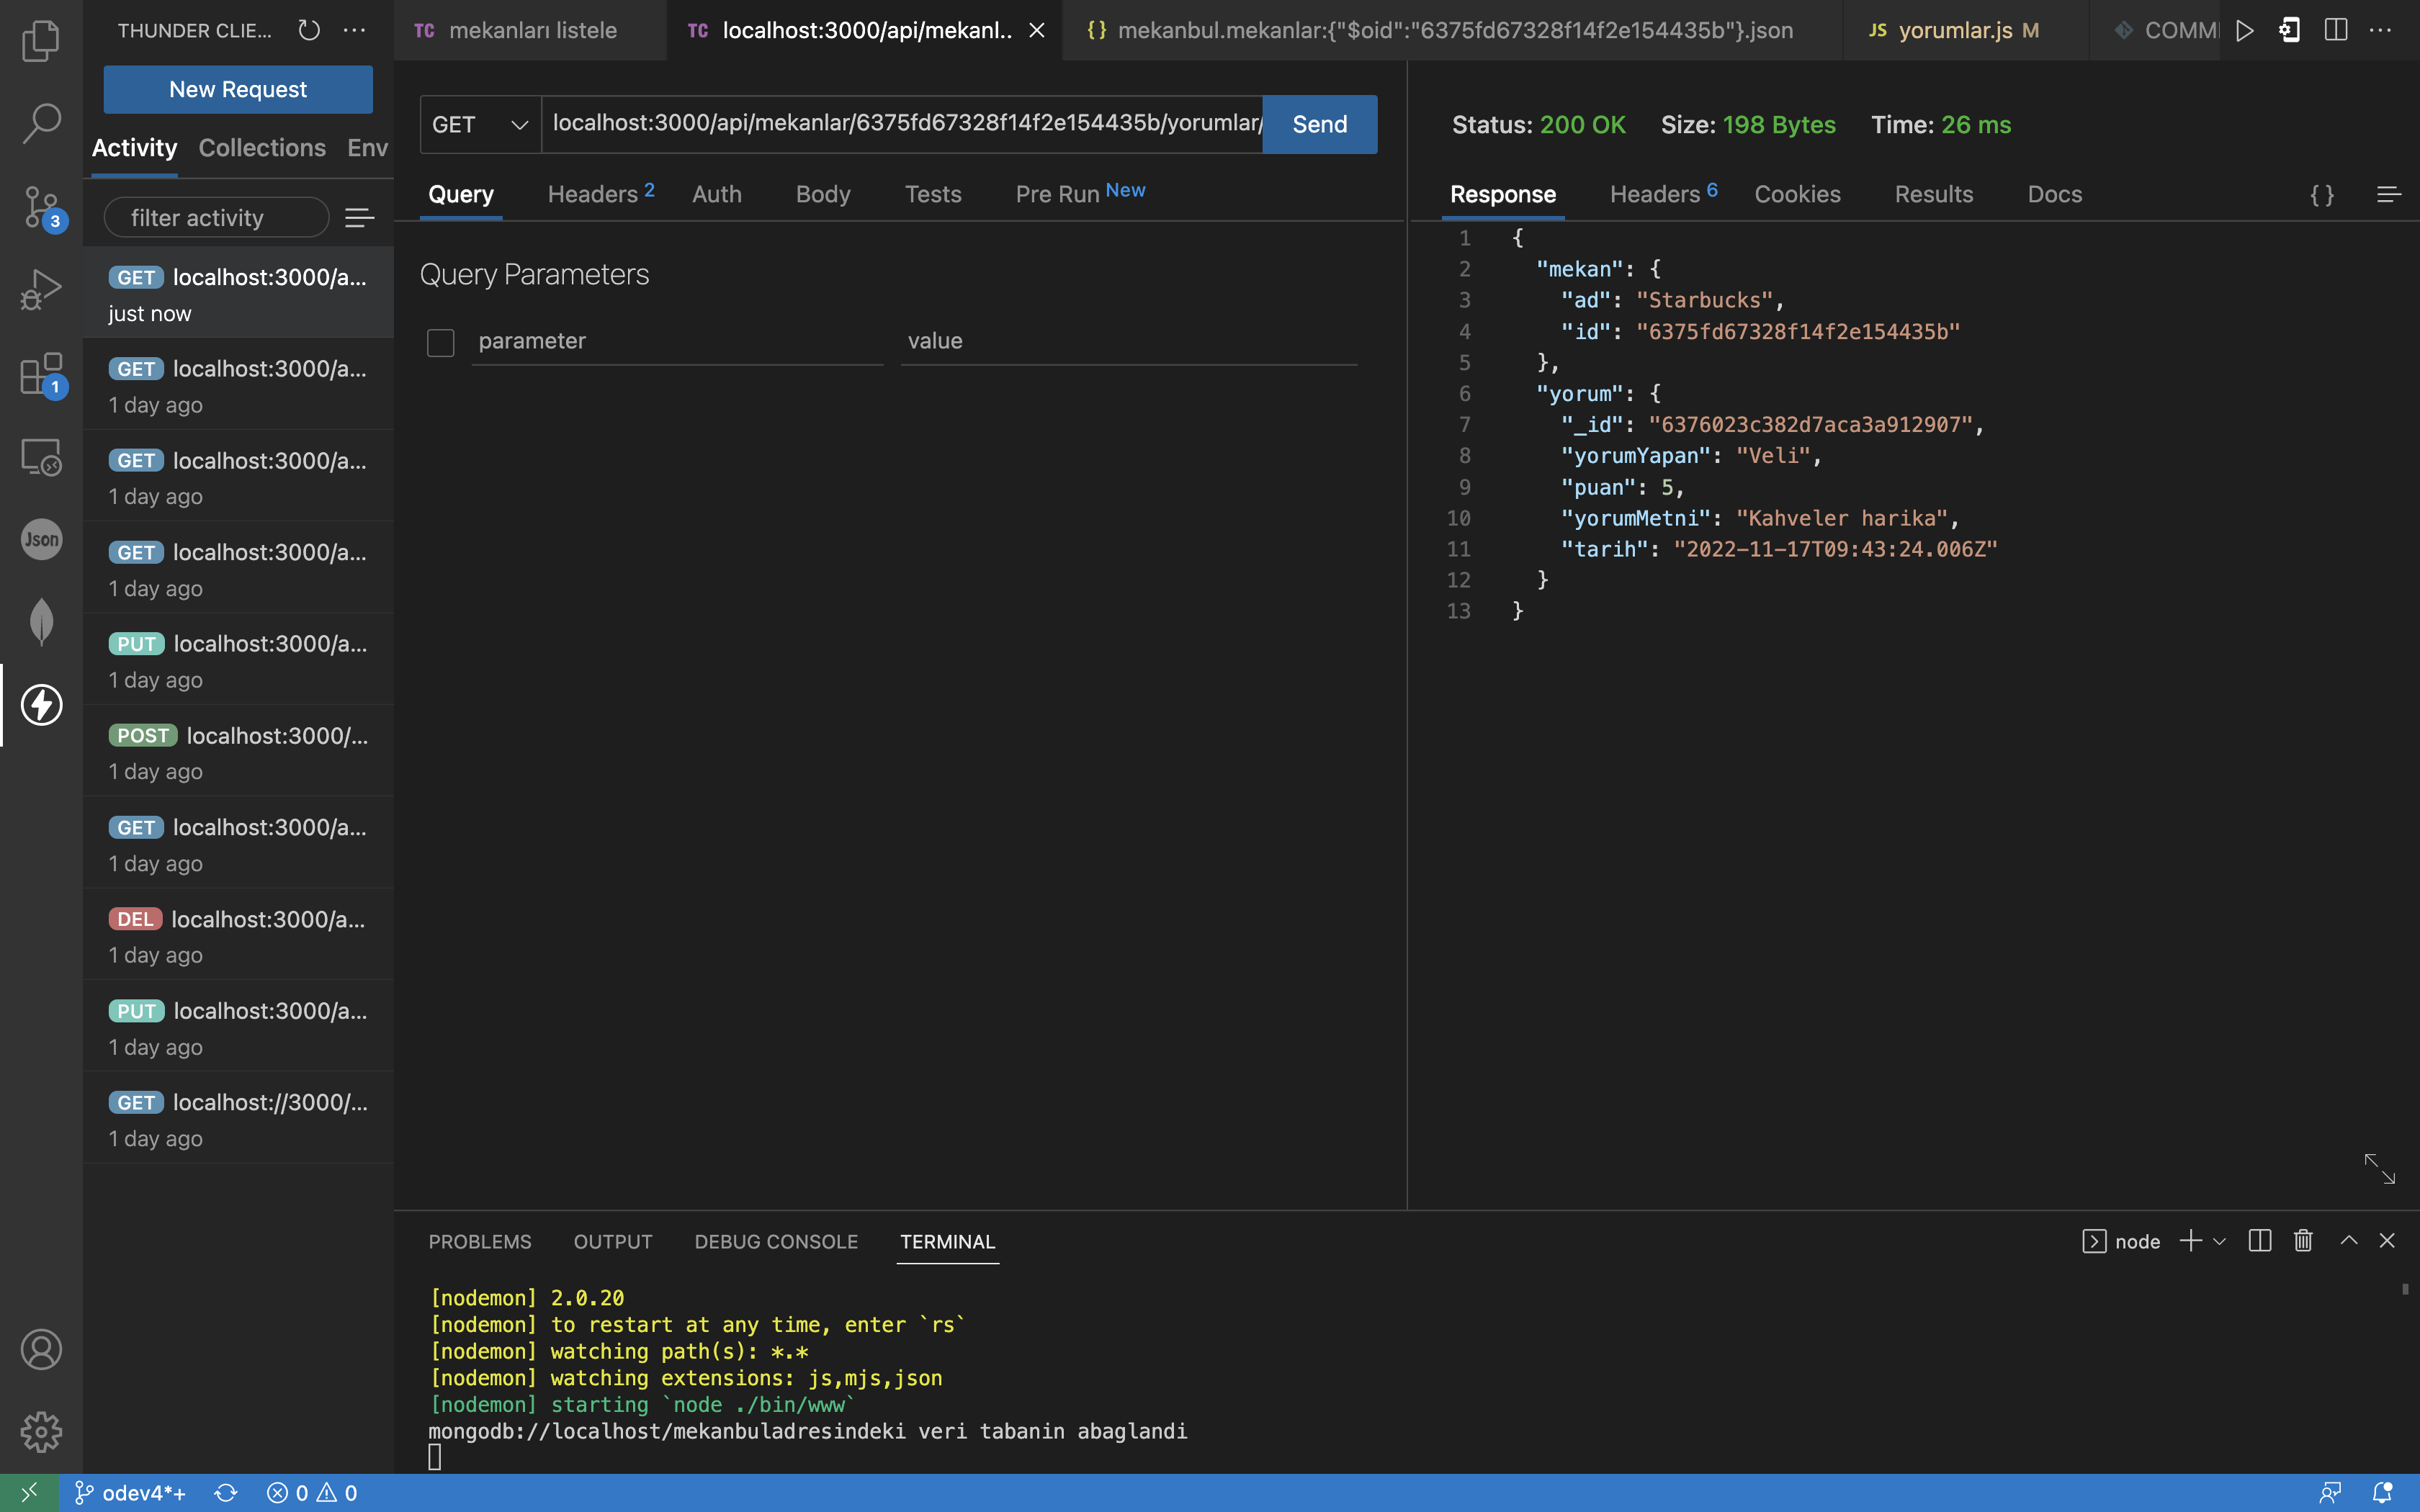 THUNDER CLIE...
TC mekanları listele
TC localhost:3000/api/mekanl..
{} mekanbul.mekanlar:{"$oid":"6375fd67328f14f2e154435b"}.json
JS yorumlar.js M
COMM
New Request
Activity Collections Env
filter activity
3
1
Json
GET localhost:3000/a...
just now
GET localhost:3000/a...
1 day ago
GET localhost:3000/a...
1 day ago
GET localhost:3000/a...
1 day ago
PUT localhost:3000/a...
1 day ago
POST localhost:3000/...
1 day ago
GET localhost:3000/a...
1 day ago
DEL localhost:3000/a...
1 day ago
PUT localhost:3000/a...
1 day ago
GET localhost://3000/...
1 day ago
GET localhost:3000/api/mekanlar/6375fd67328f14f2e154435b/yorumlar/ Send
Query Headers 2 Auth Body Tests Pre Run New
Query Parameters
parameter value
Status: 200 OK Size: 198 Bytes Time: 26 ms
Response Headers 6 Cookies Results Docs {}
1 {
2 "mekan": {
3 "ad": "Starbucks",
4 "id": "6375fd67328f14f2e154435b"
5 },
6 "yorum": {
7 "_id": "6376023c382d7aca3a912907",
8 "yorumYapan": "Veli",
9 "puan": 5,
10 "yorumMetni": "Kahveler harika",
11 "tarih": "2022-11-17T09:43:24.006Z"
12 }
13 }
PROBLEMS OUTPUT DEBUG CONSOLE TERMINAL
node
[nodemon] 2.0.20
[nodemon] to restart at any time, enter `rs`
[nodemon] watching path(s): *.*
[nodemon] watching extensions: js,mjs,json
[nodemon] starting `node ./bin/www`
mongodb://localhost/mekanbuladresindeki veri tabanin abaglandi
odev4*+ 0 0